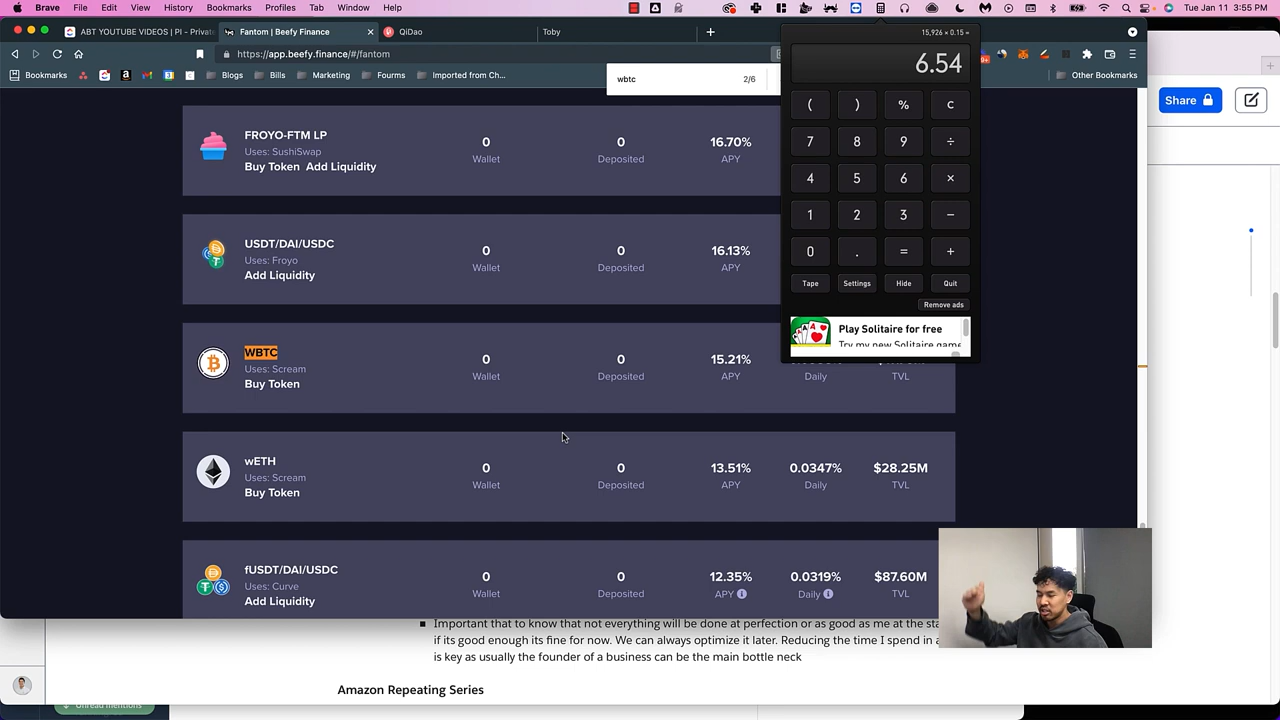 Brave File Edit View History Bookmarks Profiles Tab Window Help
Tue Jan 11 3:55 PM
ABT YOUTUBE VIDEOS | PI - Privat
Fantom | Beefy Finance
QiDao
Toby
https://app.beefy.finance/#/fantom
Bookmarks
Blogs
Bills
Marketing
Fourms
Imported from Ch...
Other Bookmarks
wbtc
2/6
15,926 × 0.15 =
6.54
( ) % C
7 8 9 ÷
4 5 6 ×
1 2 3 −
0 . = +
Tape Settings Hide Quit
Remove ads
Play Solitaire for free
Try my new Solitaire game
Share
FROYO-FTM LP
Uses: SushiSwap
Buy Token Add Liquidity
0
Wallet
0
Deposited
16.70%
APY
USDT/DAI/USDC
Uses: Froyo
Add Liquidity
0
Wallet
0
Deposited
16.13%
APY
WBTC
Uses: Scream
Buy Token
0
Wallet
0
Deposited
15.21%
APY
Daily
TVL
wETH
Uses: Scream
Buy Token
0
Wallet
0
Deposited
13.51%
APY
0.0347%
Daily
$28.25M
TVL
fUSDT/DAI/USDC
Uses: Curve
Add Liquidity
0
Wallet
0
Deposited
12.35%
APY
0.0319%
Daily
$87.60M
TVL
Important that to know that not everything will be done at perfection or as good as me at the sta
if its good enough its fine for now. We can always optimize it later. Reducing the time I spend in
is key as usually the founder of a business can be the main bottle neck
Amazon Repeating Series
Unread mentions